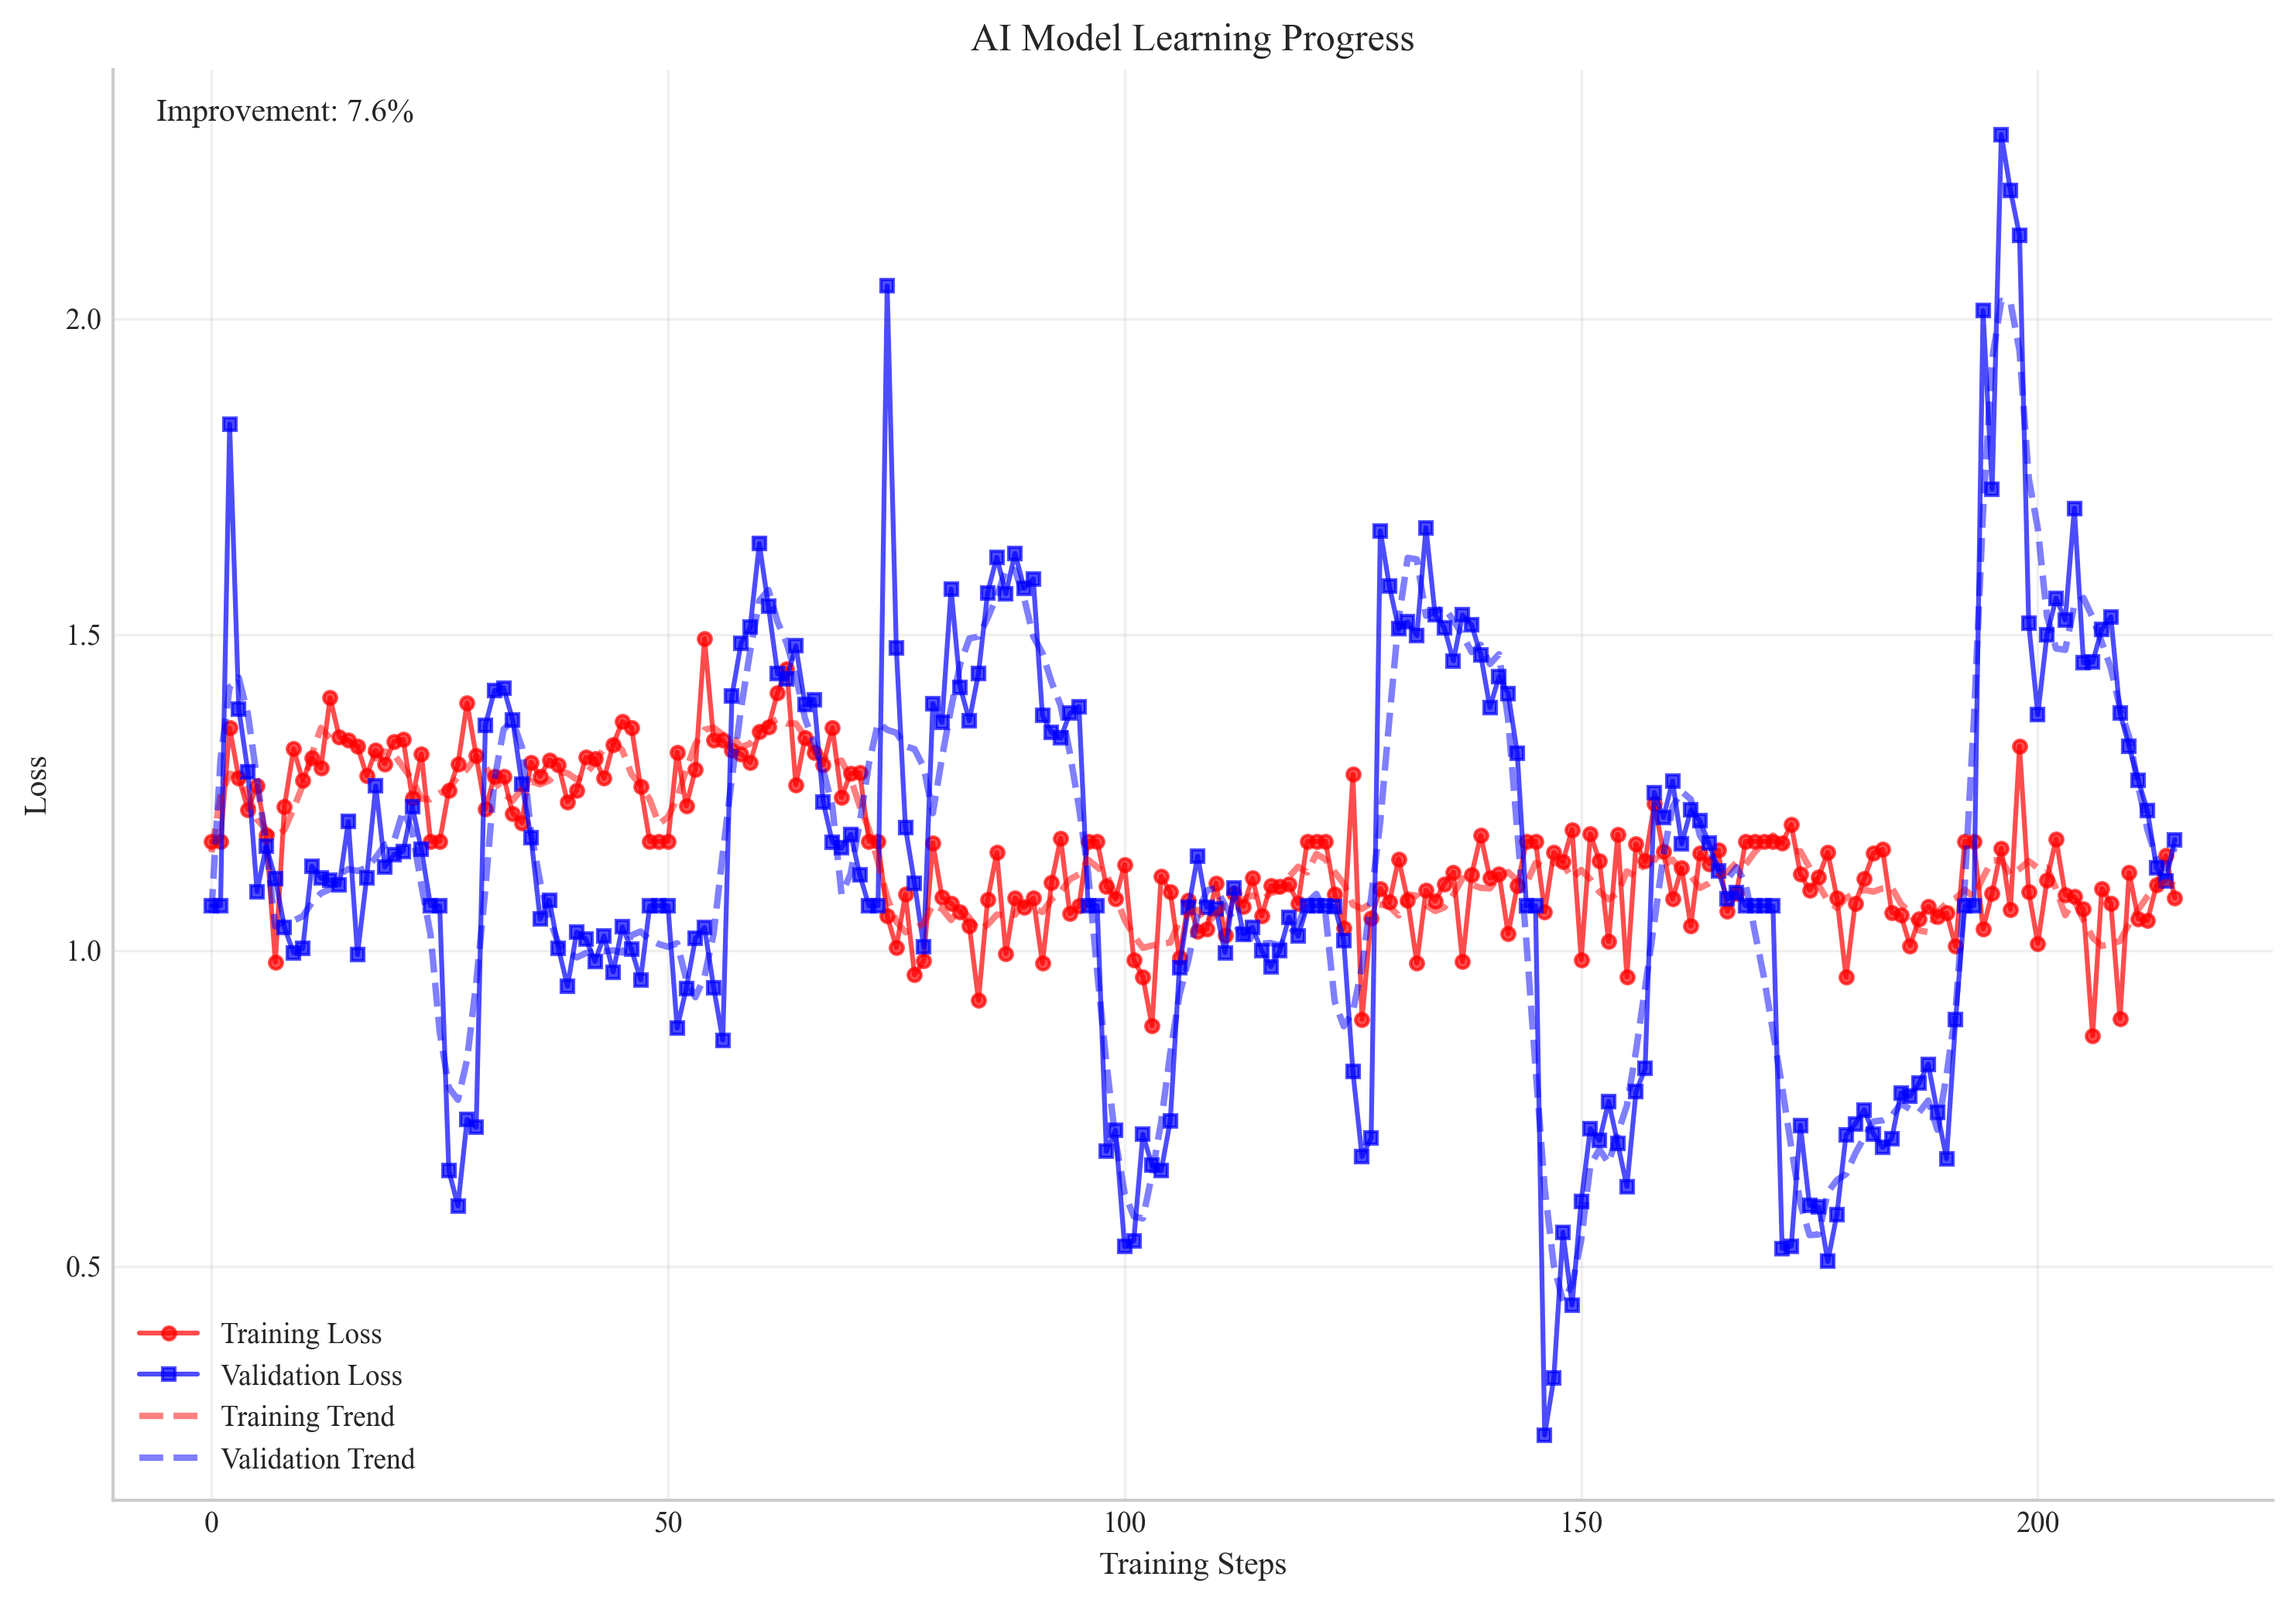 AI Model Learning Progress
Improvement: 7.6%
2.0
1.5
1.0
0.5
Loss
Training Loss
Validation Loss
Training Trend
Validation Trend
0 50 100 150 200
Training Steps